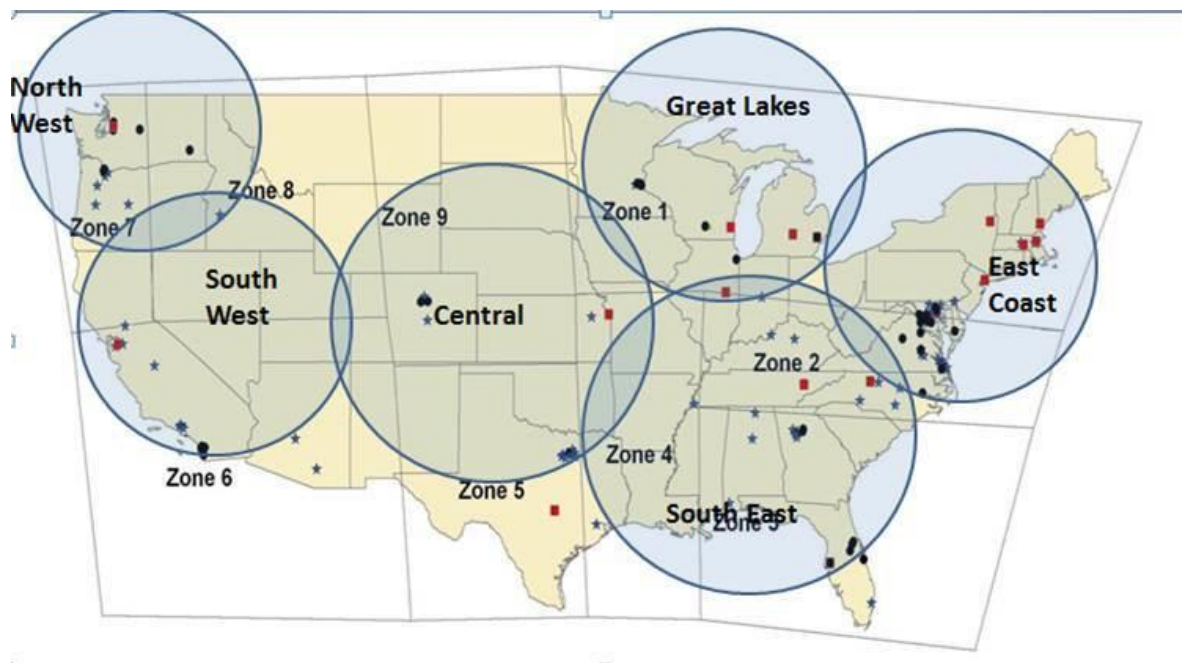 North
West
Great Lakes
Zone 8
Zone 9
Zone 1
Zone 7
South
West
Central
East
Coast
Zone 2
Zone 4
Zone 6
Zone 5
South East
Zone 3